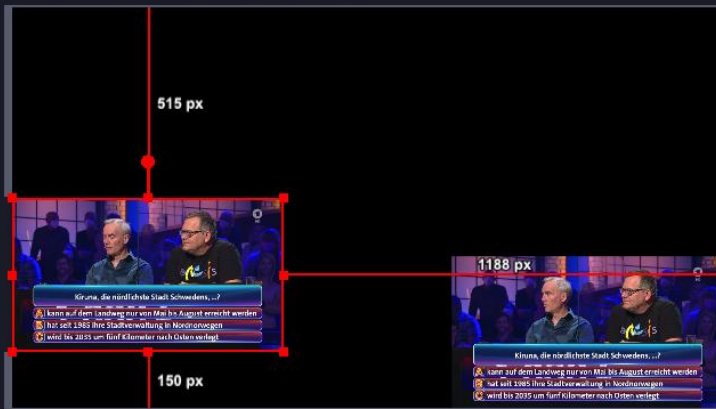 515 px
1188 px
Kiruna, die nördlichste Stadt Schwedens, ...?
A kann auf dem Landweg nur von Mai bis August erreicht werden
B hat seit 1985 ihre Stadtverwaltung in Nordnorwegen
C wird bis 2035 um fünf Kilometer nach Osten verlegt
Kiruna, die nördlichste Stadt Schwedens, ...?
A kann auf dem Landweg nur von Mai bis August erreicht werden
B hat seit 1985 ihre Stadtverwaltung in Nordnorwegen
C wird bis 2035 um fünf Kilometer nach Osten verlegt
150 px